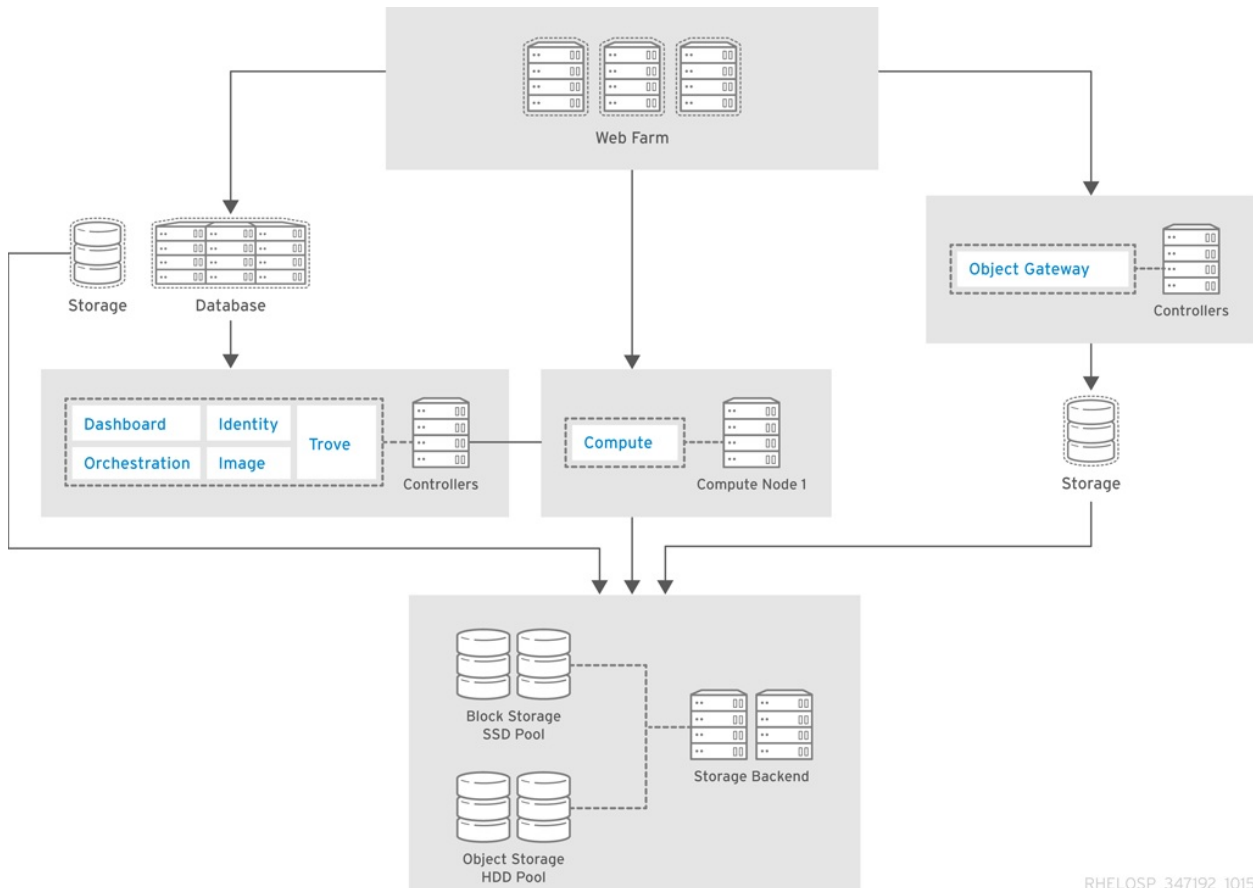 Web Farm
Storage
Database
Object Gateway
Controllers
Dashboard
Identity
Trove
Orchestration
Image
Controllers
Compute
Compute Node 1
Storage
Block Storage
SSD Pool
Storage Backend
Object Storage
HDD Pool
RHELOSP_347192_1015